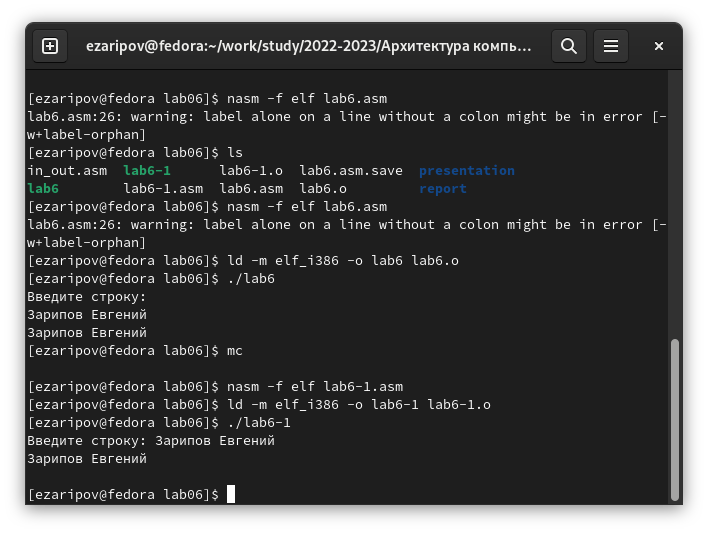 ezaripov@fedora:~/work/study/2022-2023/Архитектура компь…
[ezaripov@fedora lab06]$ nasm -f elf lab6.asm
lab6.asm:26: warning: label alone on a line without a colon might be in error [-
w+label-orphan]
[ezaripov@fedora lab06]$ ls
in_out.asm  lab6-1      lab6-1.o  lab6.asm.save  presentation
lab6        lab6-1.asm  lab6.asm  lab6.o         report
[ezaripov@fedora lab06]$ nasm -f elf lab6.asm
lab6.asm:26: warning: label alone on a line without a colon might be in error [-
w+label-orphan]
[ezaripov@fedora lab06]$ ld -m elf_i386 -o lab6 lab6.o
[ezaripov@fedora lab06]$ ./lab6
Введите строку:
Зарипов Евгений
Зарипов Евгений
[ezaripov@fedora lab06]$ mc
[ezaripov@fedora lab06]$ nasm -f elf lab6-1.asm
[ezaripov@fedora lab06]$ ld -m elf_i386 -o lab6-1 lab6-1.o
[ezaripov@fedora lab06]$ ./lab6-1
Введите строку: Зарипов Евгений
Зарипов Евгений
[ezaripov@fedora lab06]$